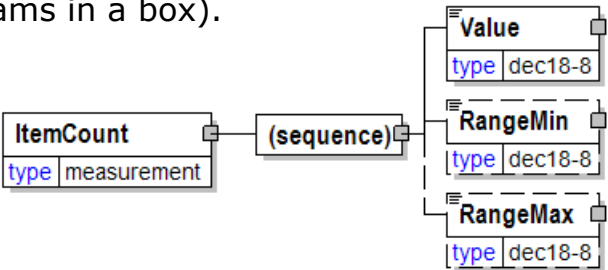 ams in a box).
Value
type dec18-8
ItemCount
type measurement
(sequence)
RangeMin
type dec18-8
RangeMax
type dec18-8